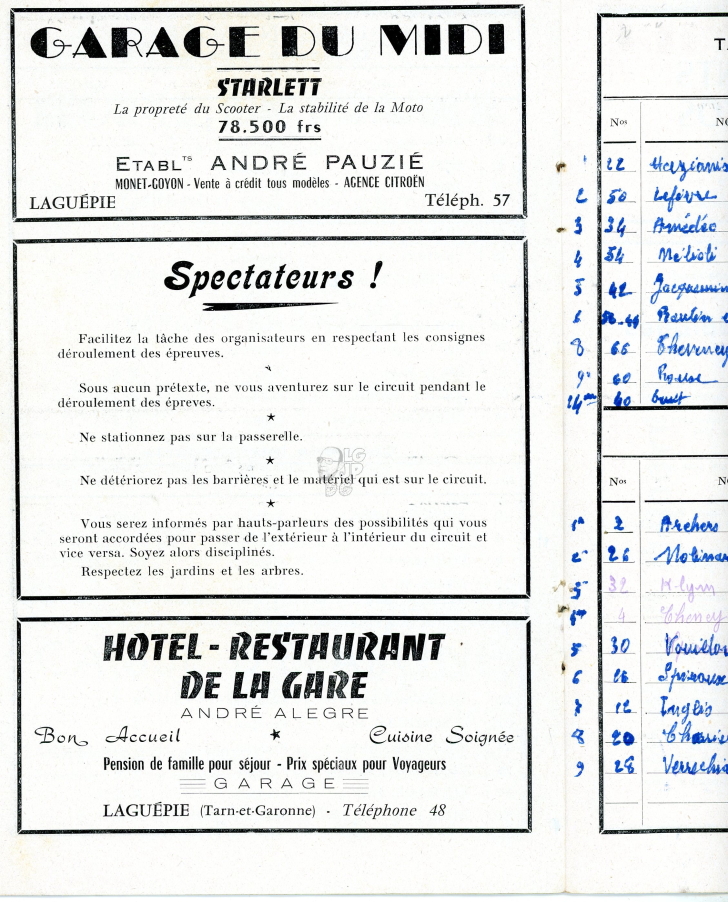 GARAGE DU MIDI
STARLETT
La propreté du Scooter - La stabilité de la Moto
78.500 frs
ETABLTS ANDRÉ PAUZIÉ
MONET-GOYON - Vente à crédit tous modèles - AGENCE CITROËN
LAGUÉPIE Téléph. 57
Spectateurs !
Facilitez la tâche des organisateurs en respectant les consignes
déroulement des épreuves.
Sous aucun prétexte, ne vous aventurez sur le circuit pendant le
déroulement des épreves.
Ne stationnez pas sur la passerelle.
Ne détériorez pas les barrières et le matériel qui est sur le circuit.
Vous serez informés par hauts-parleurs des possibilités qui vous
seront accordées pour passer de l'extérieur à l'intérieur du circuit et
vice versa. Soyez alors disciplinés.
Respectez les jardins et les arbres.
HOTEL - RESTAURANT
DE LA GARE
ANDRÉ ALEGRE
Bon Accueil Cuisine Soignée
Pension de famille pour séjour - Prix spéciaux pour Voyageurs
GARAGE
LAGUÉPIE (Tarn-et-Garonne) - Téléphone 48
Nos
1 22
2 50 Lefèvre
3 34 Amédéo
4 54
5 42
6
8 66
9 60
40
Nos
2 Archers
2 26
32 Klym
4
5 30
6
7 12 Inglis
8 20
9 28